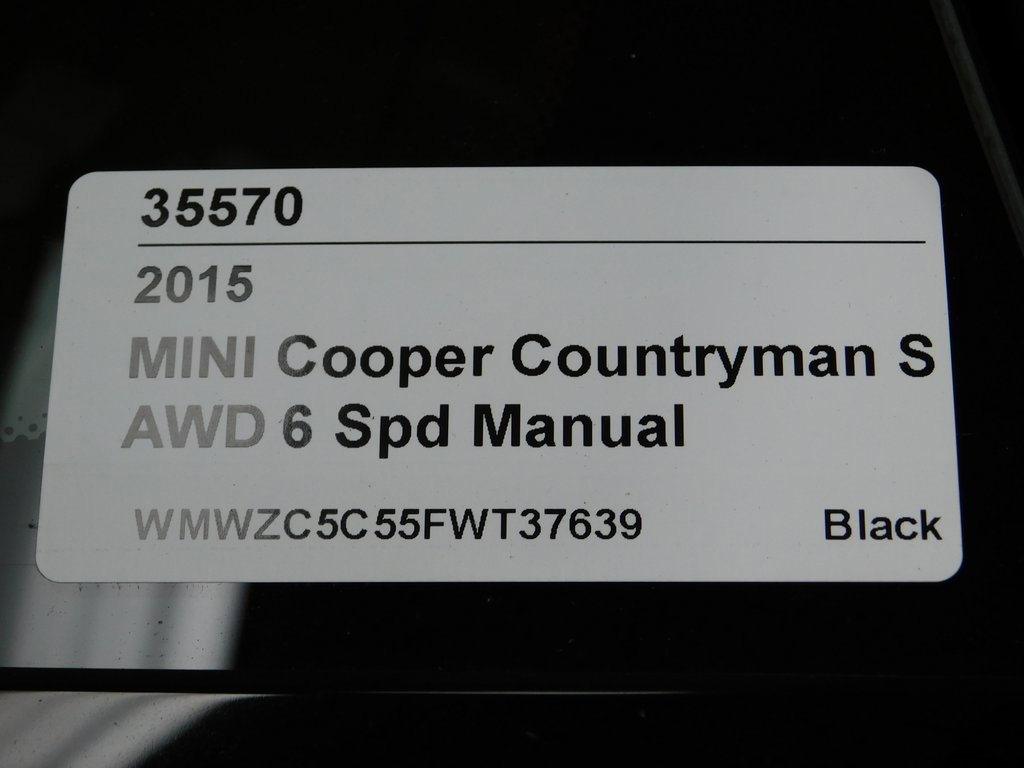 35570
2015
MINI Cooper Countryman S
AWD 6 Spd Manual
WMWZC5C55FWT37639 Black